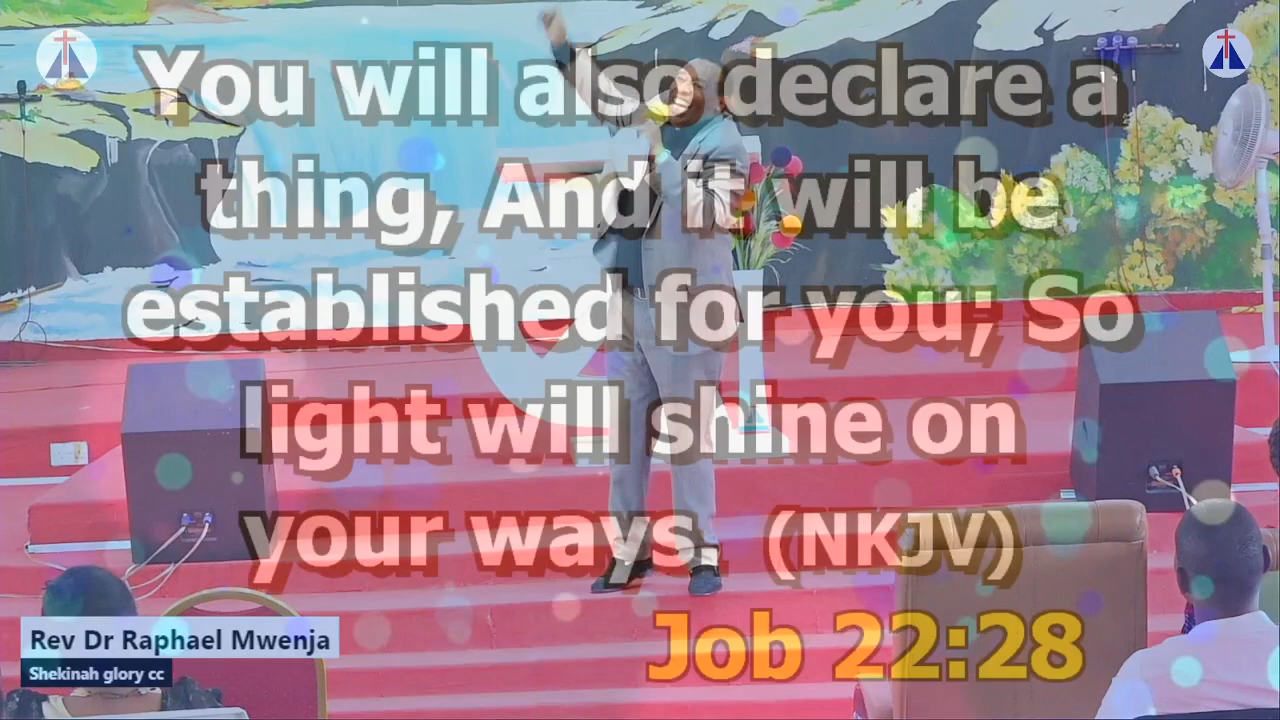 You will also declare a
thing, And it will be
established for you; So
light will shine on
your ways. (NKJV)
Job 22:28
Rev Dr Raphael Mwenja
Shekinah glory cc